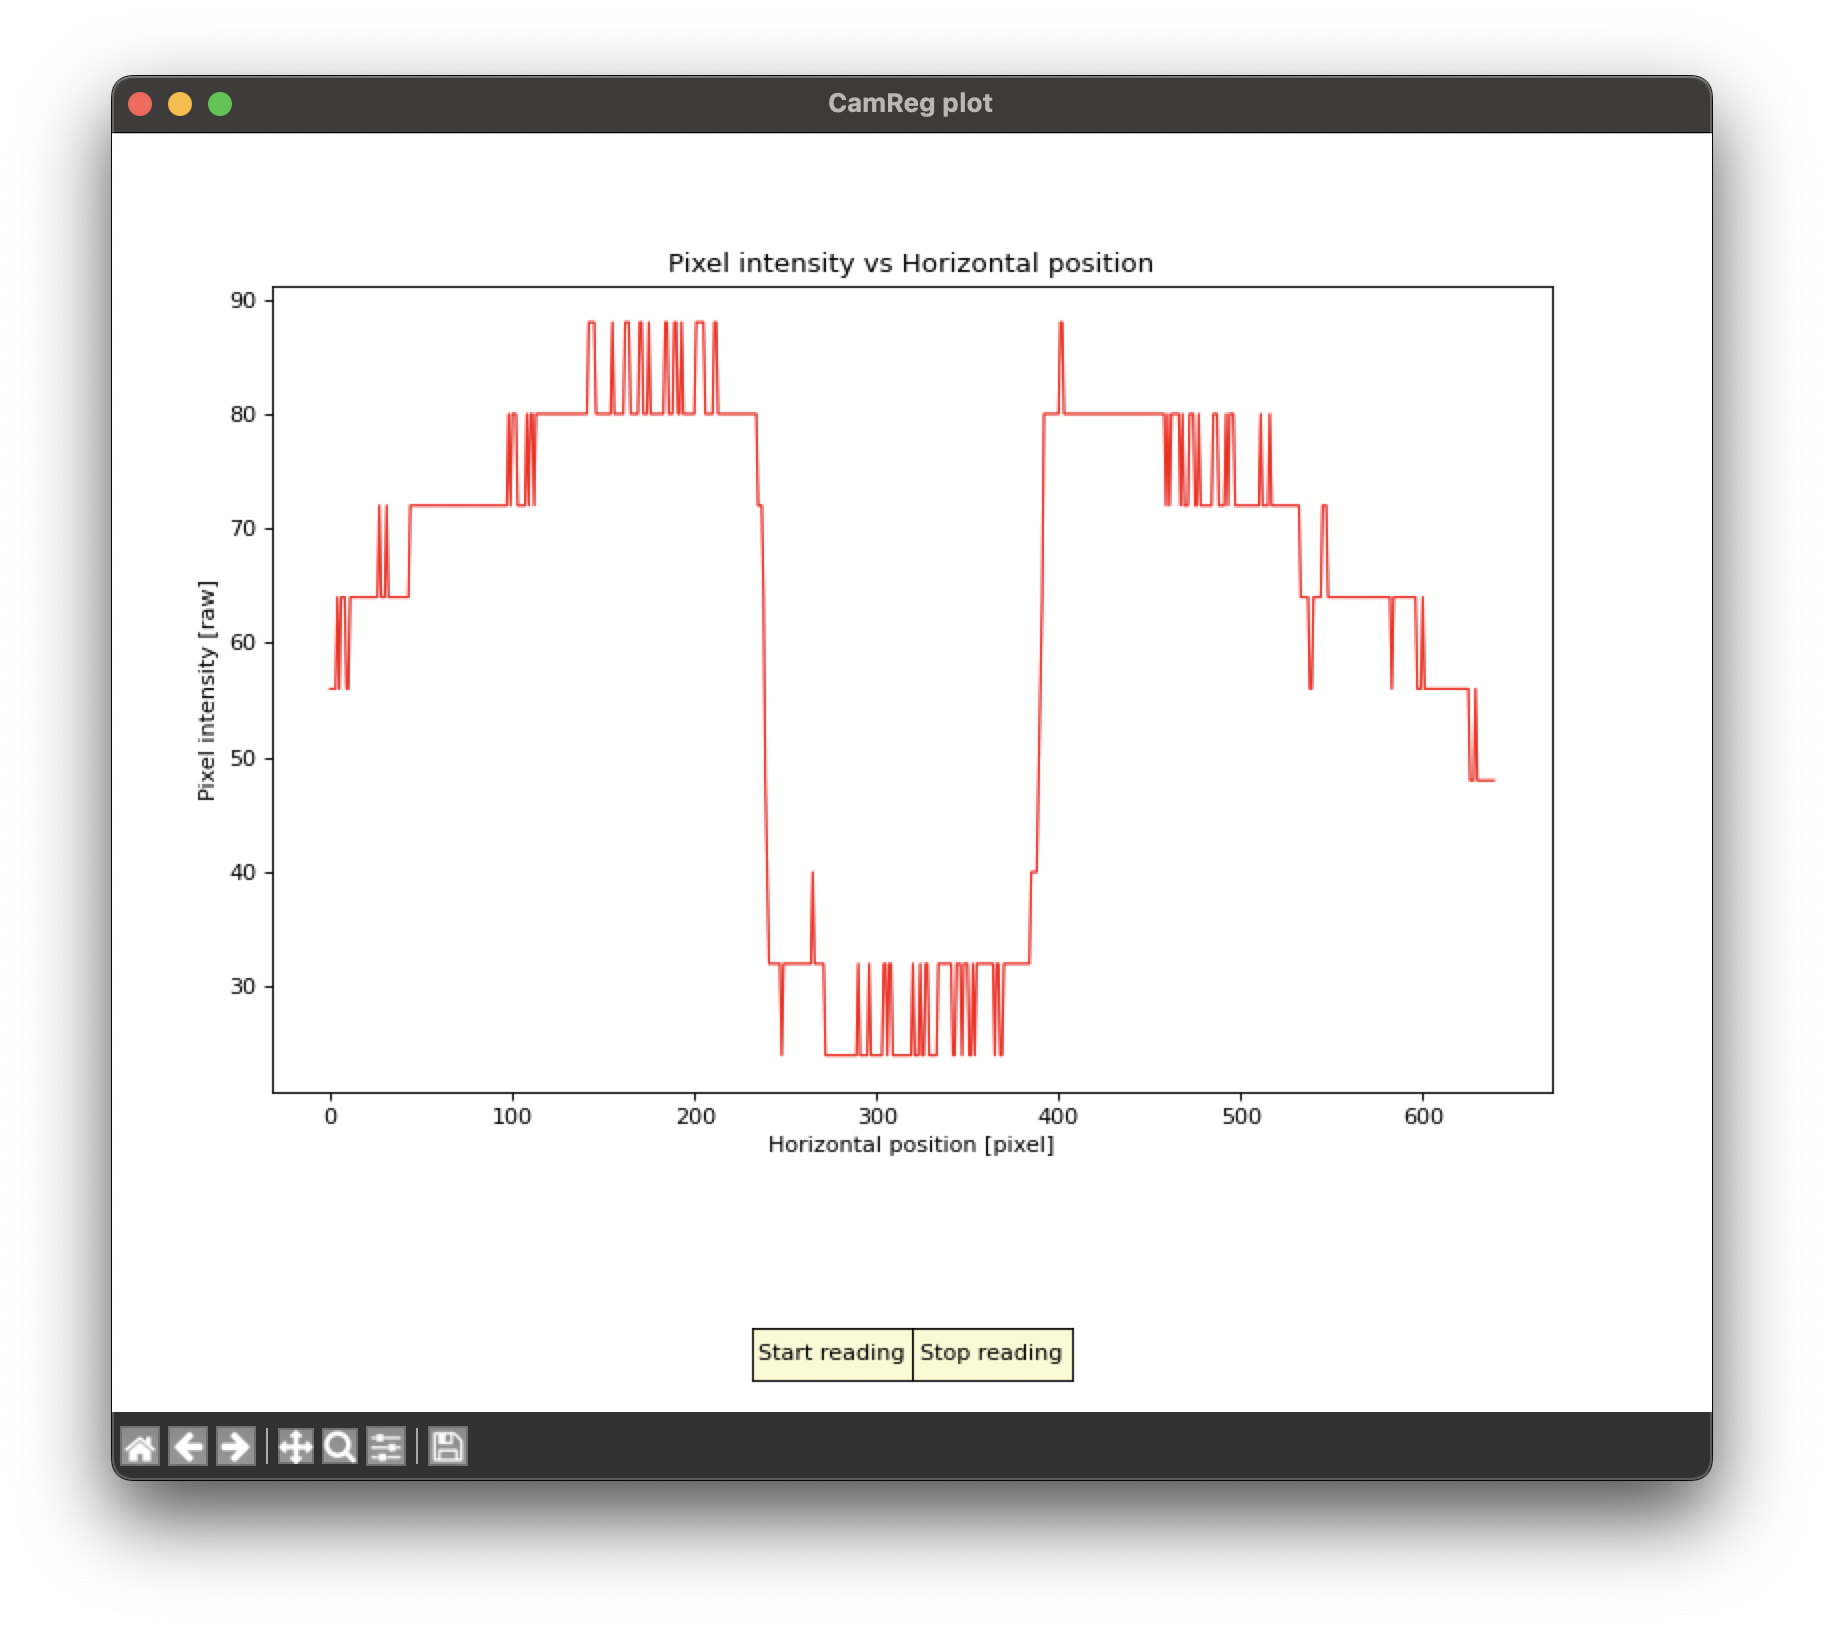 CamReg plot
Pixel intensity vs Horizontal position
90
80
70
60
50
40
30
Pixel intensity [raw]
0 100 200 300 400 500 600
Horizontal position [pixel]
Start reading Stop reading